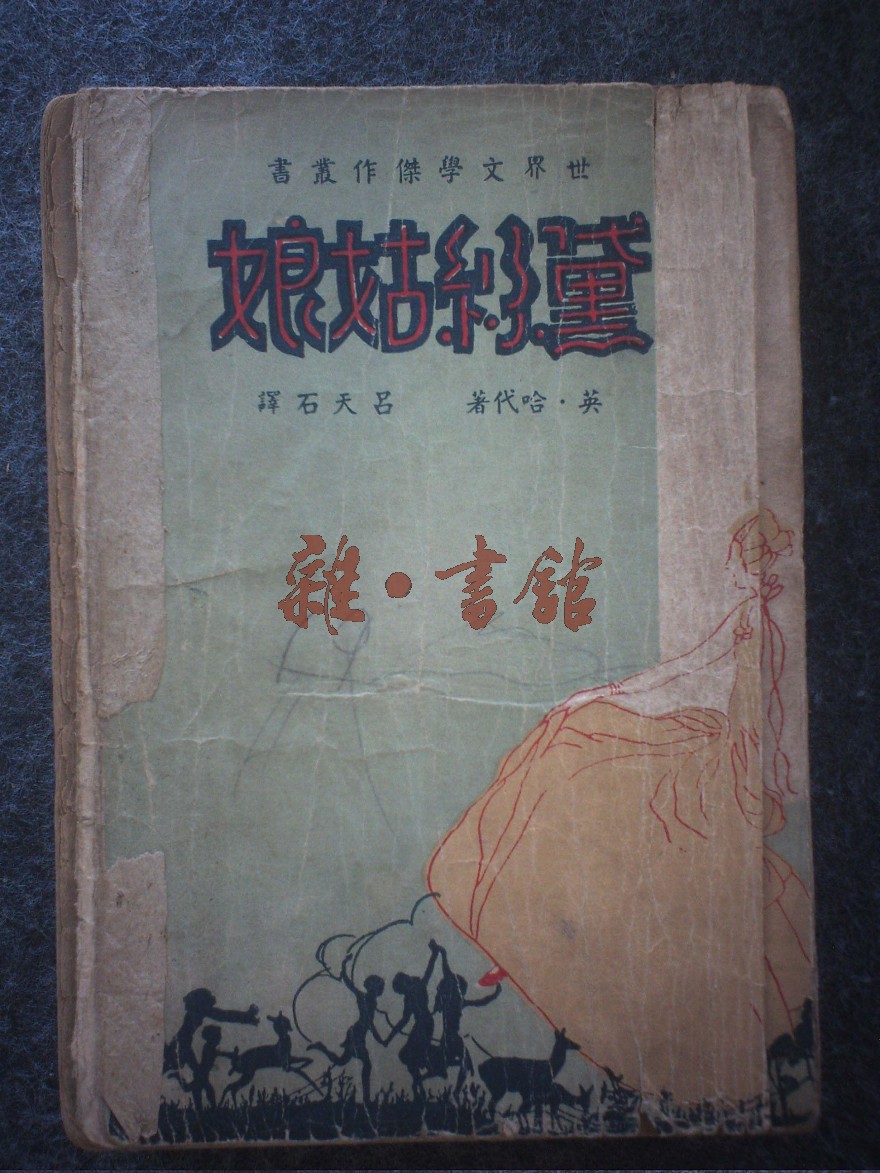 世界文學傑作叢書
黛絲姑娘
英・哈代著　呂天石譯
雜・書館